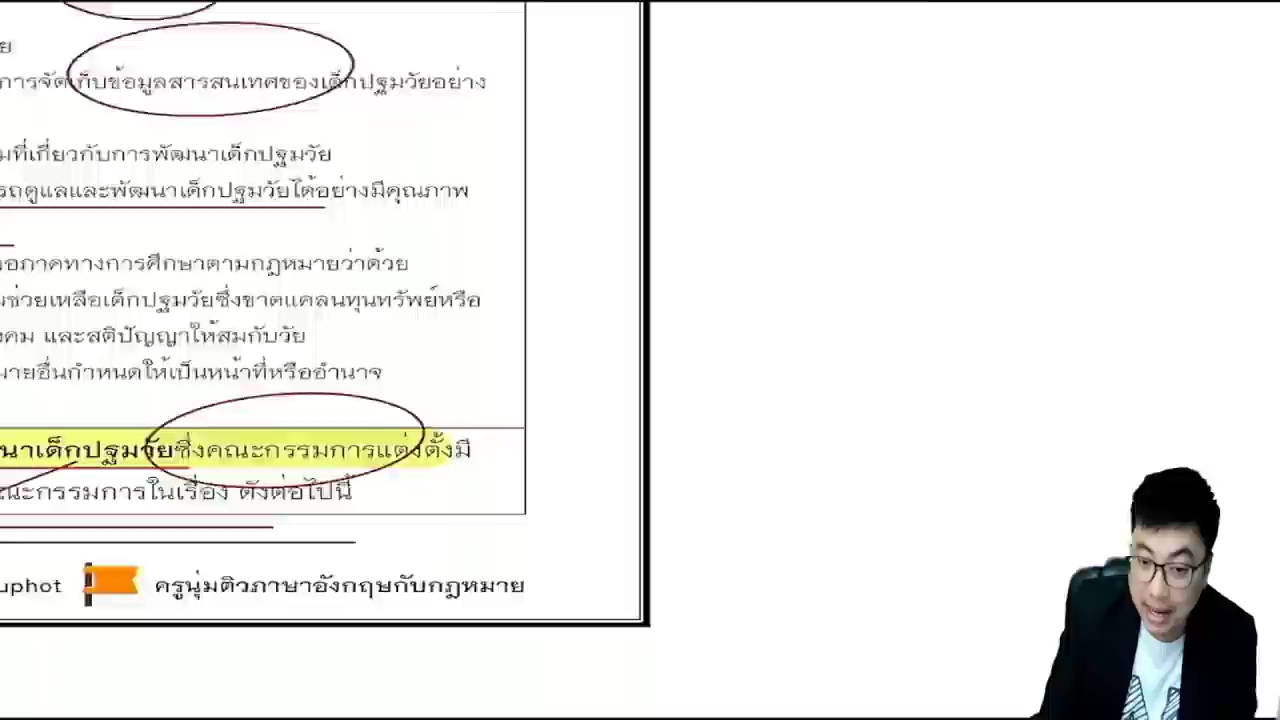 ย
การจัดเก็บข้อมูลสารสนเทศของเด็กปฐมวัยอย่าง
มที่เกี่ยวกับการพัฒนาเด็กปฐมวัย
รถดูแลและพัฒนาเด็กปฐมวัยได้อย่างมีคุณภาพ
อภาคทางการศึกษาตามกฎหมายว่าด้วย
ช่วยเหลือเด็กปฐมวัยซึ่งขาดแคลนทุนทรัพย์หรือ
งคม และสติปัญญาให้สมกับวัย
มายอื่นกำหนดให้เป็นหน้าที่หรืออำนาจ
นาเด็กปฐมวัยซึ่งคณะกรรมการแต่งตั้งมี
ณะกรรมการในเรื่อง ดังต่อไปนี้
uphot ครูนุ่มติวภาษาอังกฤษกับกฎหมาย